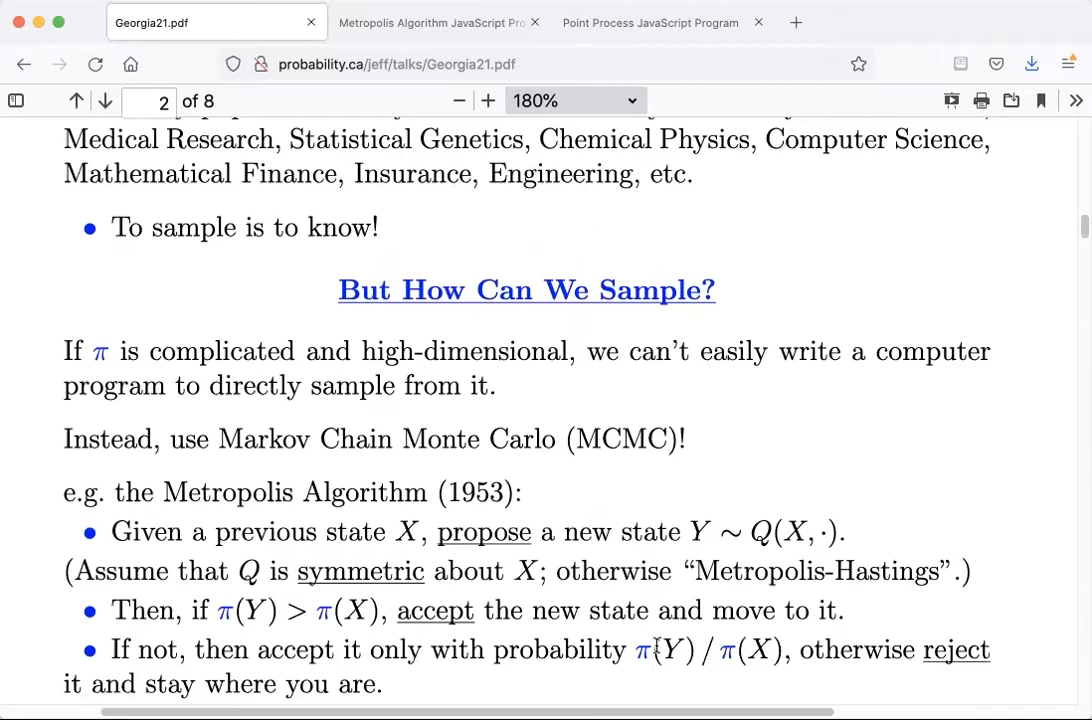 Georgia21.pdf
Metropolis Algorithm JavaScript Pro
Point Process JavaScript Program
probability.ca/jeff/talks/Georgia21.pdf
2 of 8
180%
Medical Research, Statistical Genetics, Chemical Physics, Computer Science,
Mathematical Finance, Insurance, Engineering, etc.
• To sample is to know!
But How Can We Sample?
If π is complicated and high-dimensional, we can't easily write a computer
program to directly sample from it.
Instead, use Markov Chain Monte Carlo (MCMC)!
e.g. the Metropolis Algorithm (1953):
• Given a previous state X, propose a new state Y ∼ Q(X, ·).
(Assume that Q is symmetric about X; otherwise “Metropolis-Hastings”.)
• Then, if π(Y) > π(X), accept the new state and move to it.
• If not, then accept it only with probability π(Y) / π(X), otherwise reject
it and stay where you are.